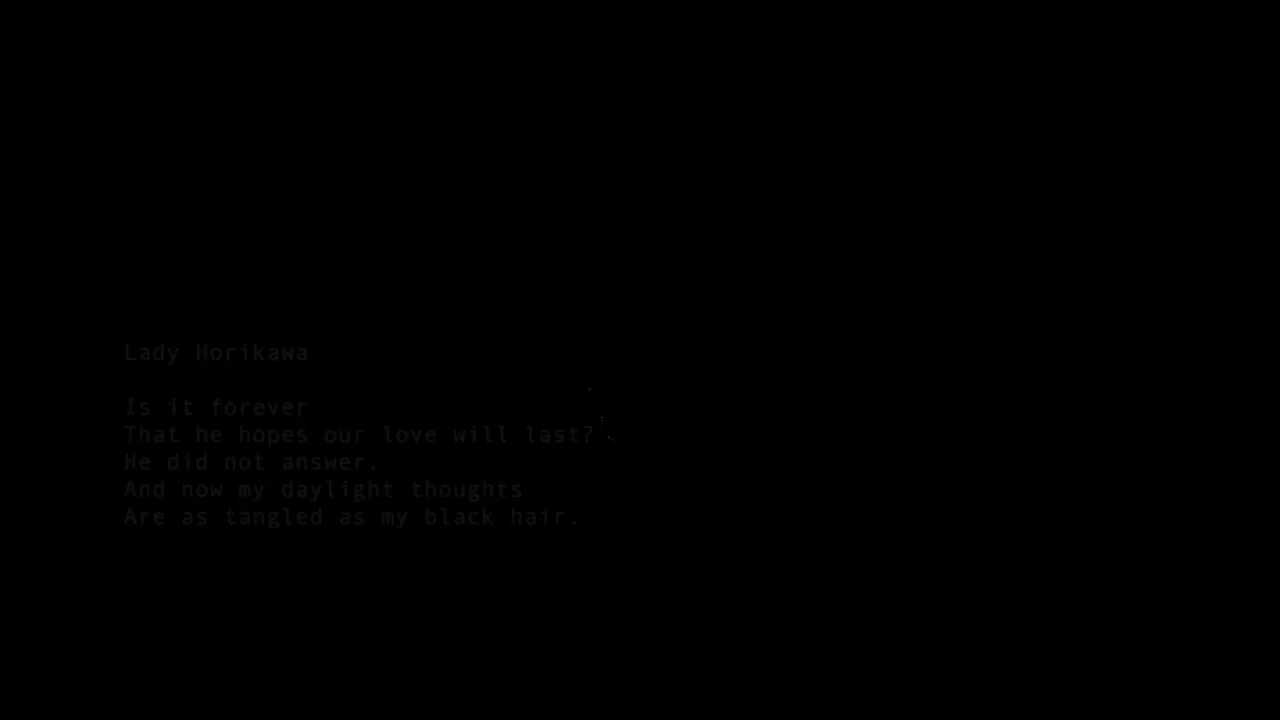 Lady Horikawa
Is it forever
That he hopes our love will last?
He did not answer.
And now my daylight thoughts
Are as tangled as my black hair.